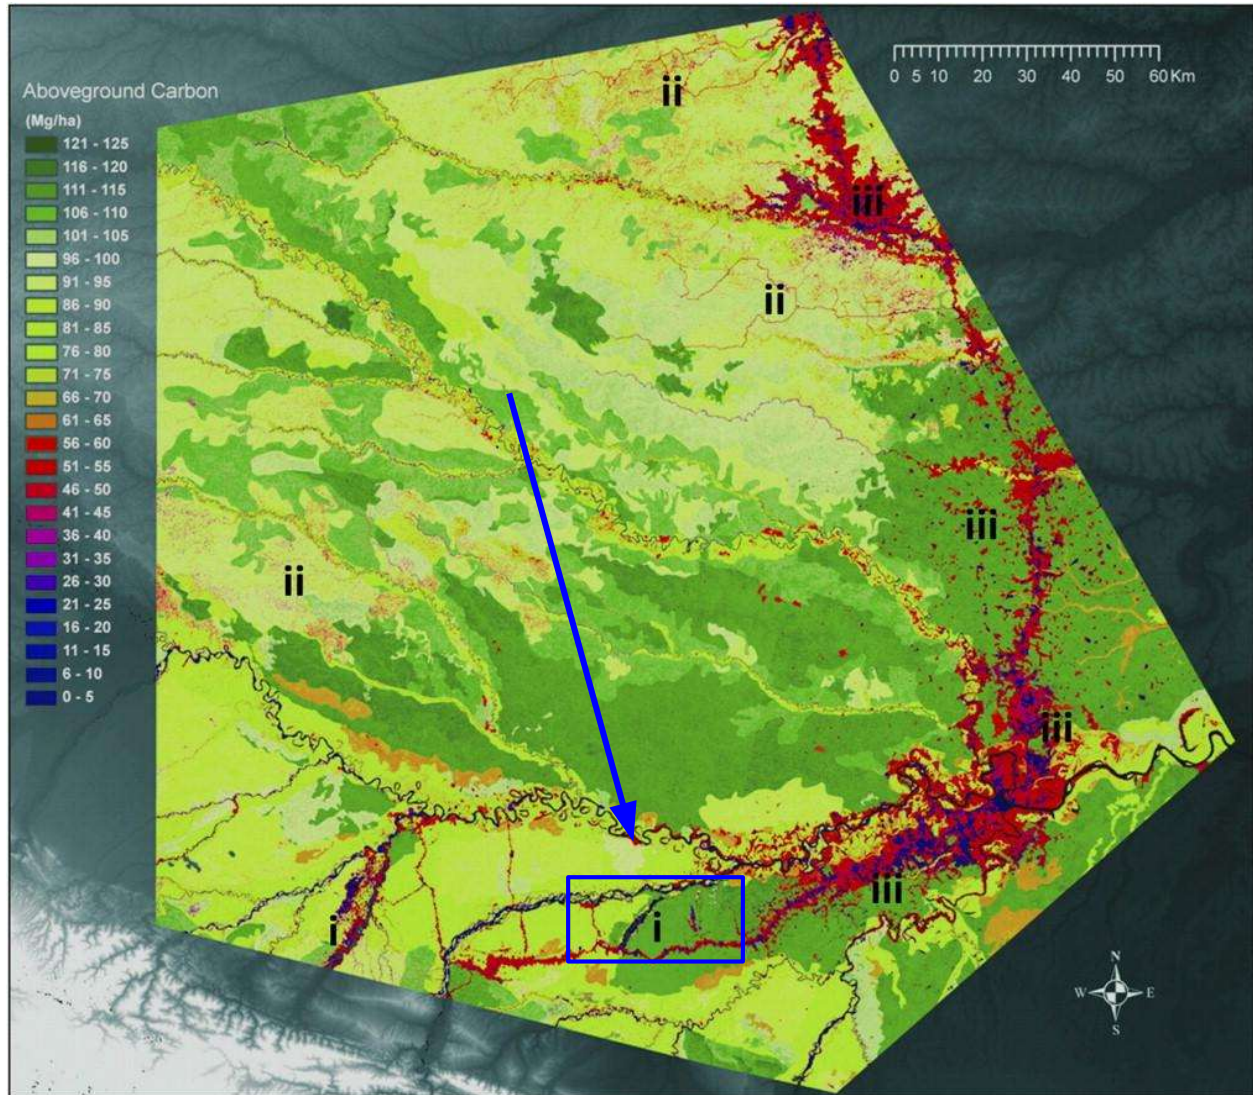 Aboveground Carbon
(Mg/ha)
121 - 125
116 - 120
111 - 115
106 - 110
101 - 105
96 - 100
91 - 95
86 - 90
81 - 85
76 - 80
71 - 75
66 - 70
61 - 65
56 - 60
51 - 55
46 - 50
41 - 45
36 - 40
31 - 35
26 - 30
21 - 25
16 - 20
11 - 15
6 - 10
0 - 5
0 5 10 20 30 40 50 60 Km
ii
iii
ii
iii
ii
iii
iii
i
i
N
W E
S